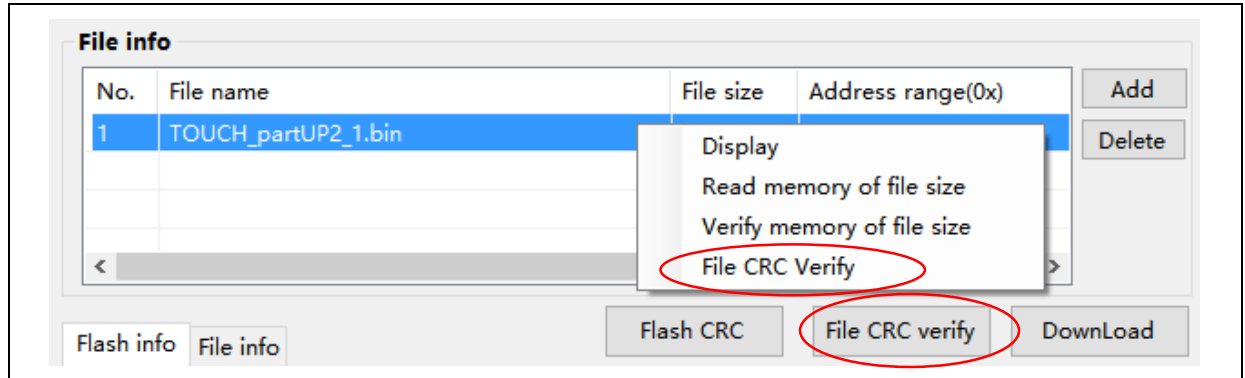 File info
No. File name File size Address range(0x)
Add
1 TOUCH_partUP2_1.bin
Delete
Display
Read memory of file size
Verify memory of file size
File CRC Verify
Flash info File info
Flash CRC File CRC verify DownLoad